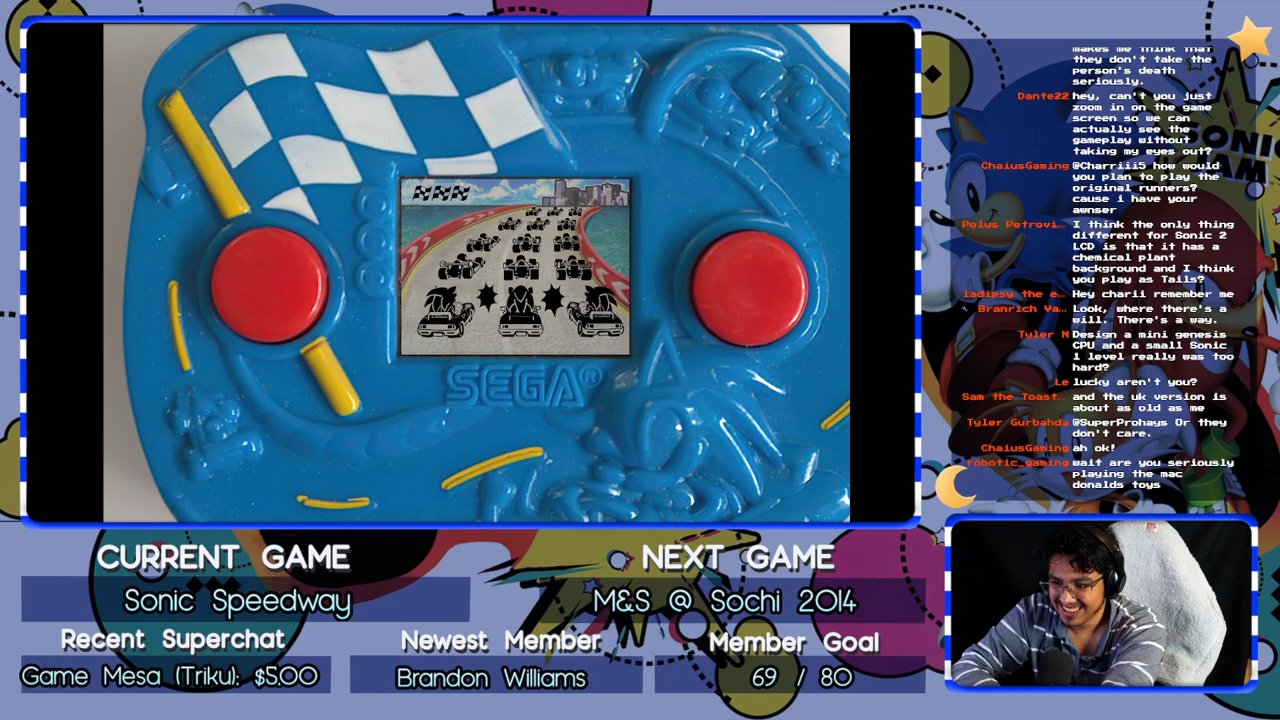 makes me think that
they don't take the
person's death
seriously.
Dante22 hey, can't you just
zoom in on the game
screen so we can
actually see the
gameplay without
taking my eyes out?
ChaiusGaming @Charriii5 how would
you plan to play the
original runners?
cause i have your
awnser
Polus Petrovi… I think the only thing
different for Sonic 2
LCD is that it has a
chemical plant
background and I think
you play as Tails?
ladipsy the e… Hey charii remember me
Branrich Ya… Look, where there's a
will. There's a way.
Tyler N Design a mini genesis
CPU and a small Sonic
1 level really was too
hard?
Le lucky aren't you?
Sam the Toast… and the uk version is
about as old as me
Tyler Gurbahda @SuperProhays Or they
don't care.
ChaiusGaming ah ok!
robotic_gaming wait are you seriously
playing the mac
donalds toys
SEGA®
CURRENT GAME
Sonic Speedway
NEXT GAME
M&S @ Sochi 2014
Recent Superchat
Game Mesa (Triku): $5.00
Newest Member
Brandon Williams
Member Goal
69 / 80